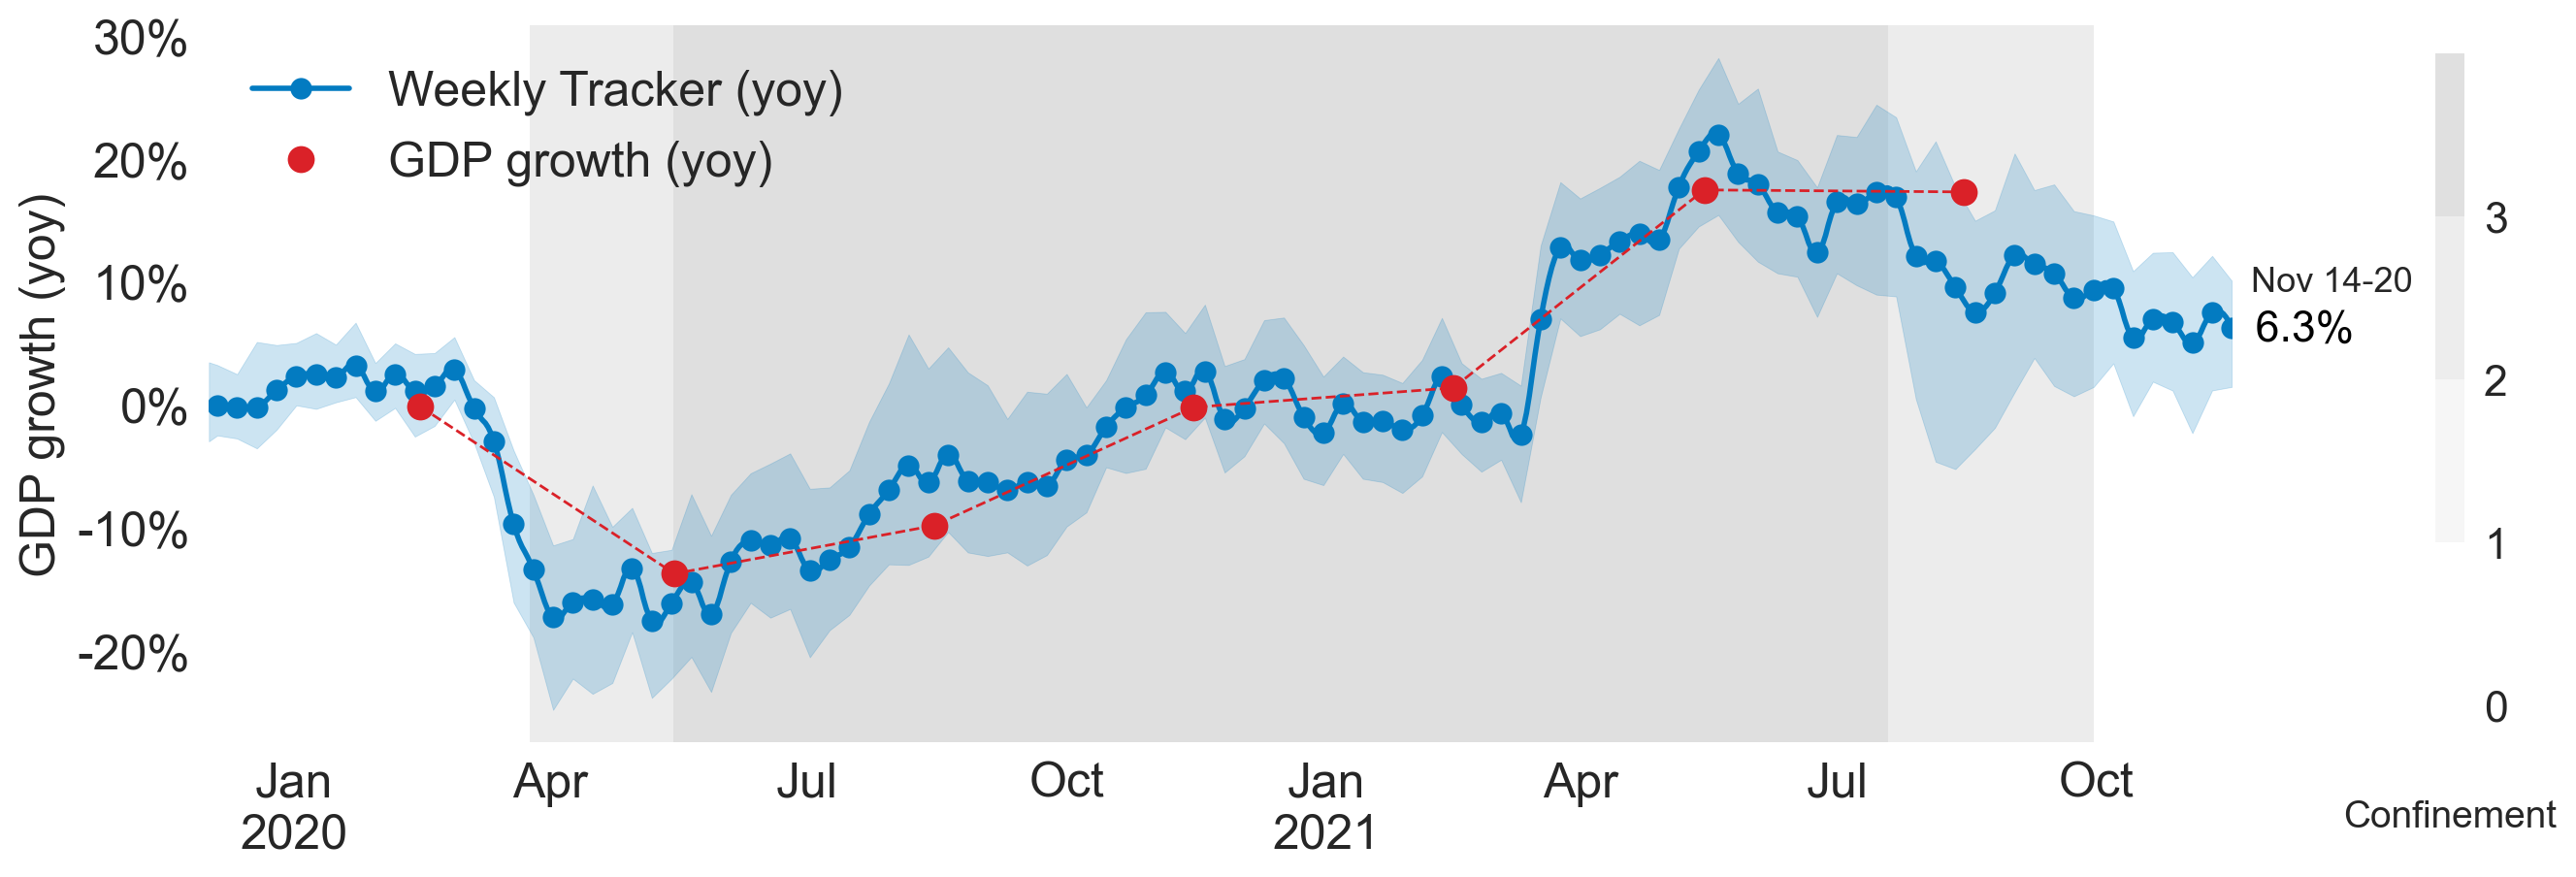 30%
20%
10%
0%
-10%
-20%
GDP growth (yoy)
Weekly Tracker (yoy)
GDP growth (yoy)
Nov 14-20
6.3%
3
2
1
0
Confinement
Jan Apr Jul Oct Jan Apr Jul Oct
2020 2021